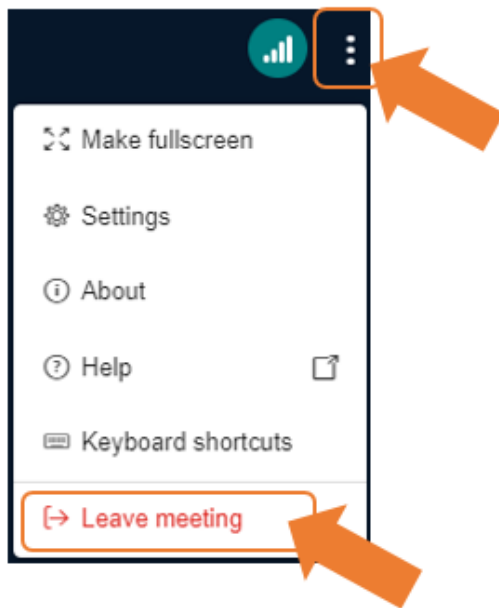 Make fullscreen
Settings
About
Help
Keyboard shortcuts
Leave meeting